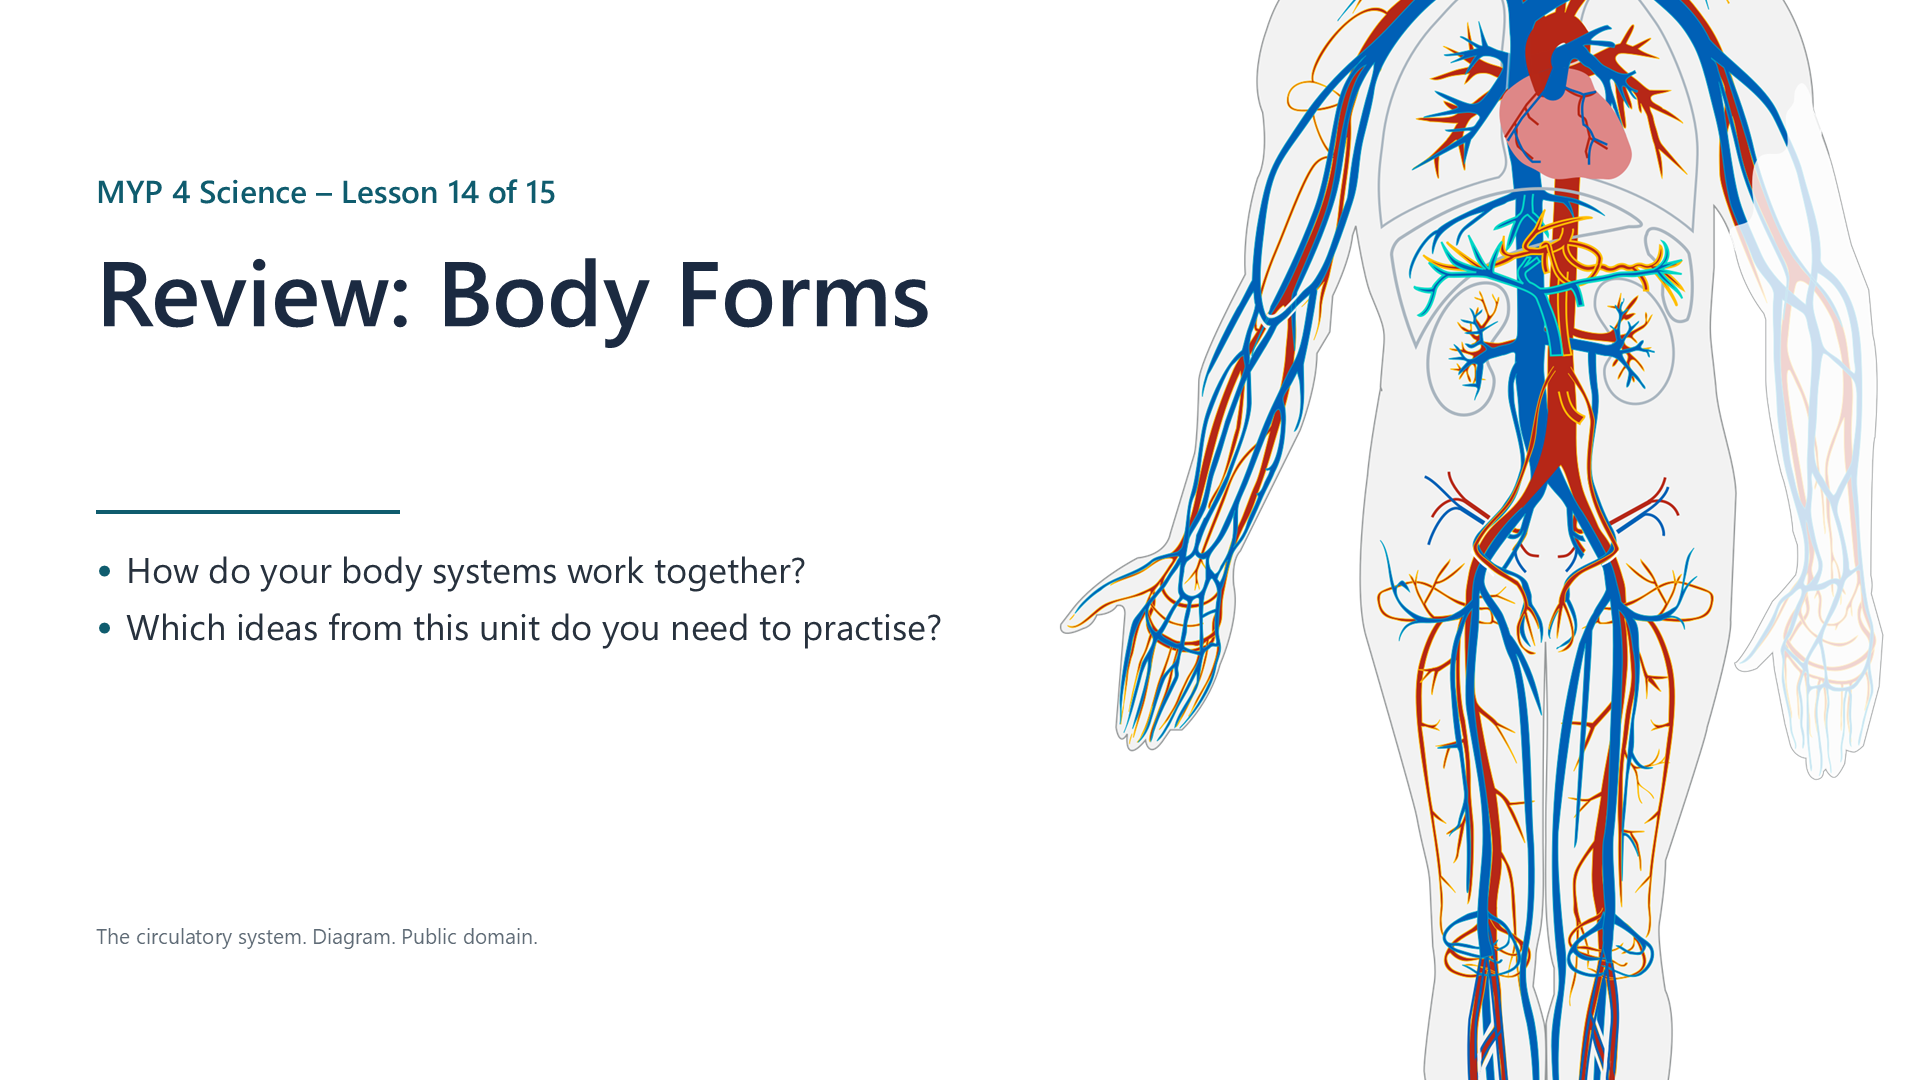 MYP 4 Science – Lesson 14 of 15
Review: Body Forms
• How do your body systems work together?
• Which ideas from this unit do you need to practise?
The circulatory system. Diagram. Public domain.